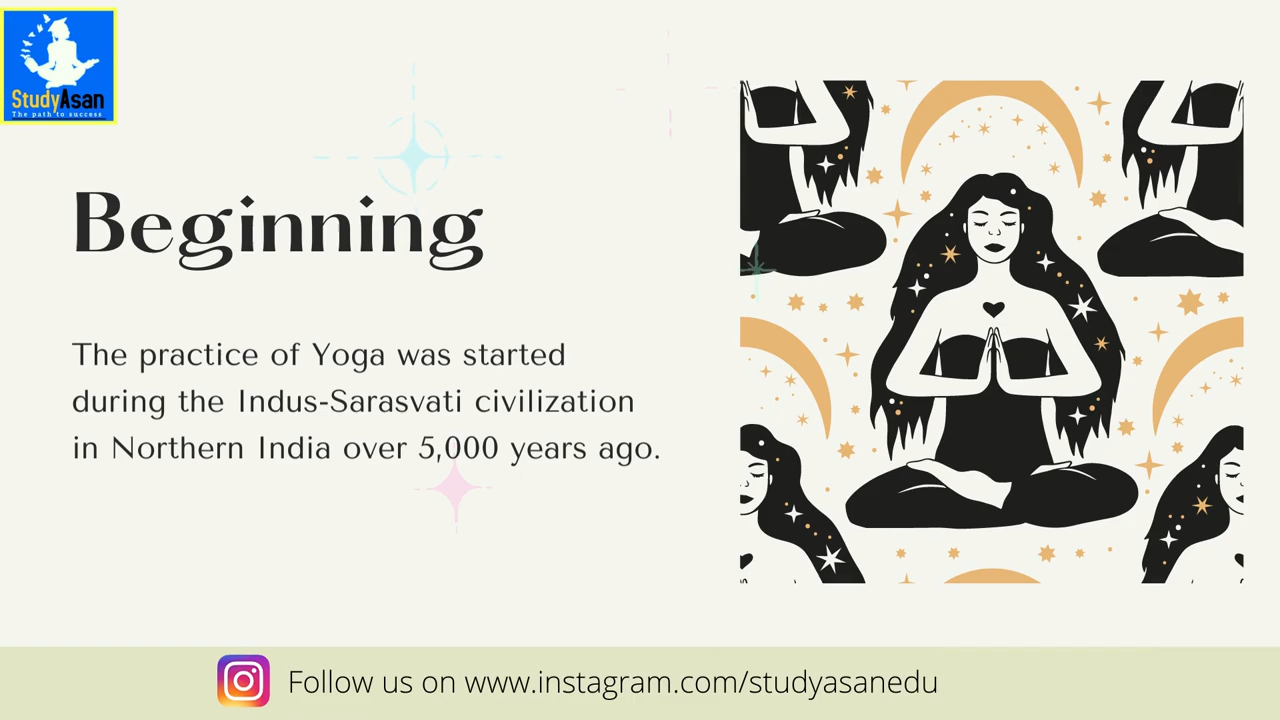 StudyAsan
The path to success
Beginning
The practice of Yoga was started
during the Indus-Sarasvati civilization
in Northern India over 5,000 years ago.
Follow us on www.instagram.com/studyasanedu